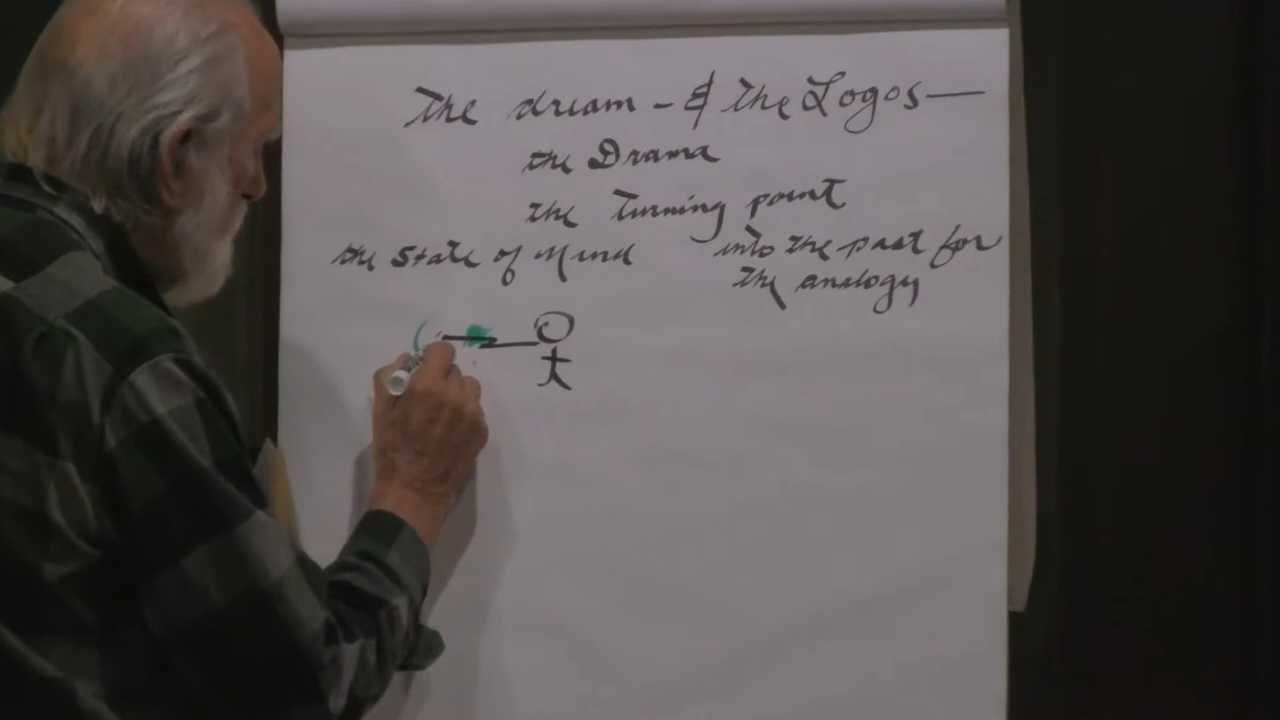 The dream - & the Logos—
the Drama
the Turning point
the State of Mind into the past for
the analogy